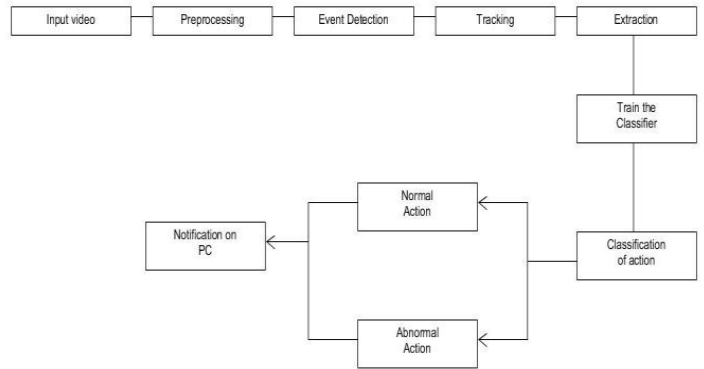 Input video
Preprocessing
Event Detection
Tracking
Extraction
Train the
Classifier
Normal
Action
Notification on
PC
Classification
of action
Abnormal
Action